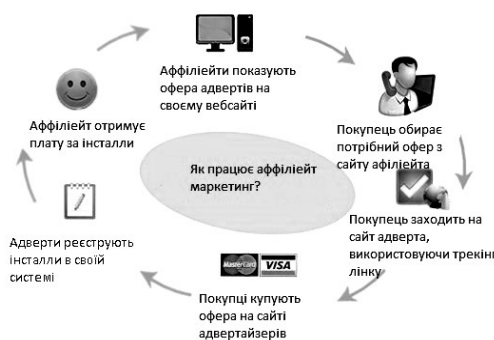 Аффіліейти показують
офера адвертів на
своєму вебсайті
Покупець обирає
потрібний офер з
сайту афіліейта
Покупець заходить на
сайт адверта,
використовуючи трекінг
лінку
MasterCard VISA
Покупці купують
офера на сайті
адвертайзерів
Адверти реєструють
інсталли в своїй
системі
Аффіліейт отримує
плату за інсталли
Як працює аффіліейт
маркетинг?